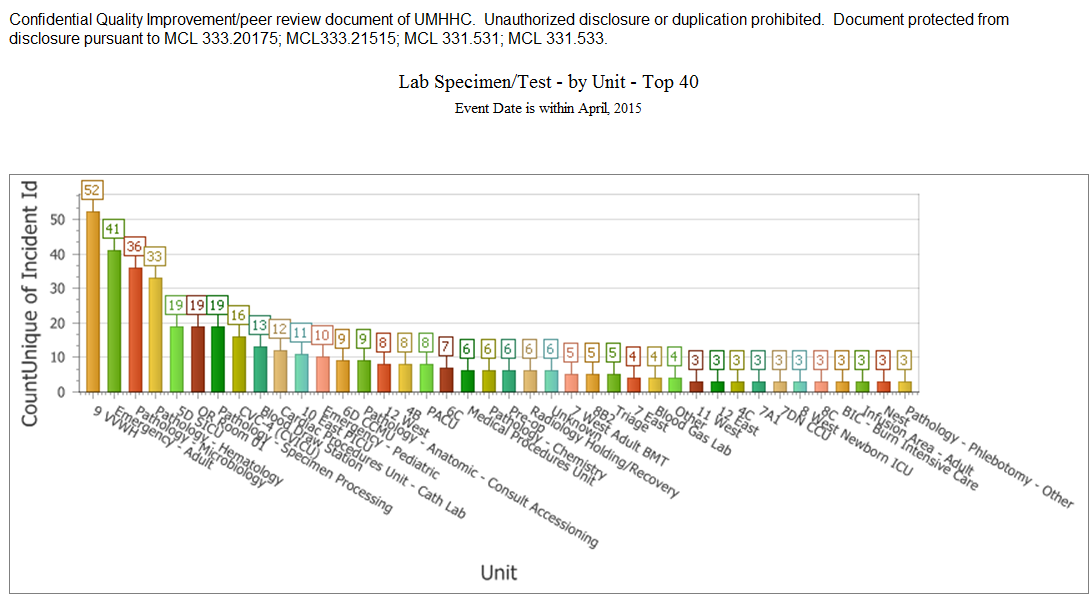 Confidential Quality Improvement/peer review document of UMHHC. Unauthorized disclosure or duplication prohibited. Document protected from
disclosure pursuant to MCL 333.20175; MCL333.21515; MCL 331.531; MCL 331.533.
Lab Specimen/Test - by Unit - Top 40
Event Date is within April, 2015
CountUnique of Incident Id
50
40
30
20
10
0
52
41
36
33
19
19
19
16
13
12
11
10
9
9
8
8
8
7
6
6
6
6
6
5
5
5
4
4
4
3
3
3
3
3
3
3
3
3
3
3
9 VVWH
Emergency - Adult
Pathology - Microbiology
Pathology - Hematology
5D SICU
OR Room 01
Pathology - Specimen Processing
CVC-4 (CVICU)
Blood Draw Station
Cardiac Procedures Unit - Cath Lab
10 East PICU
Emergency - Pediatric
6D CCMU
Pathology - Anatomic - Consult Accessioning
12 West
4B
PACU
6C
Medical Procedures Unit
Pathology - Chemistry
Pre-op
Radiology Holding/Recovery
Unknown
7 West Adult BMT
8B2
Triage
7 East
Blood Gas Lab
Other
11 West
12 East
4C
7A1
7DN CCU
8 West Newborn ICU
8C
B1C - Burn Intensive Care
Infusion Area - Adult
Nest
Pathology - Phlebotomy - Other
Unit